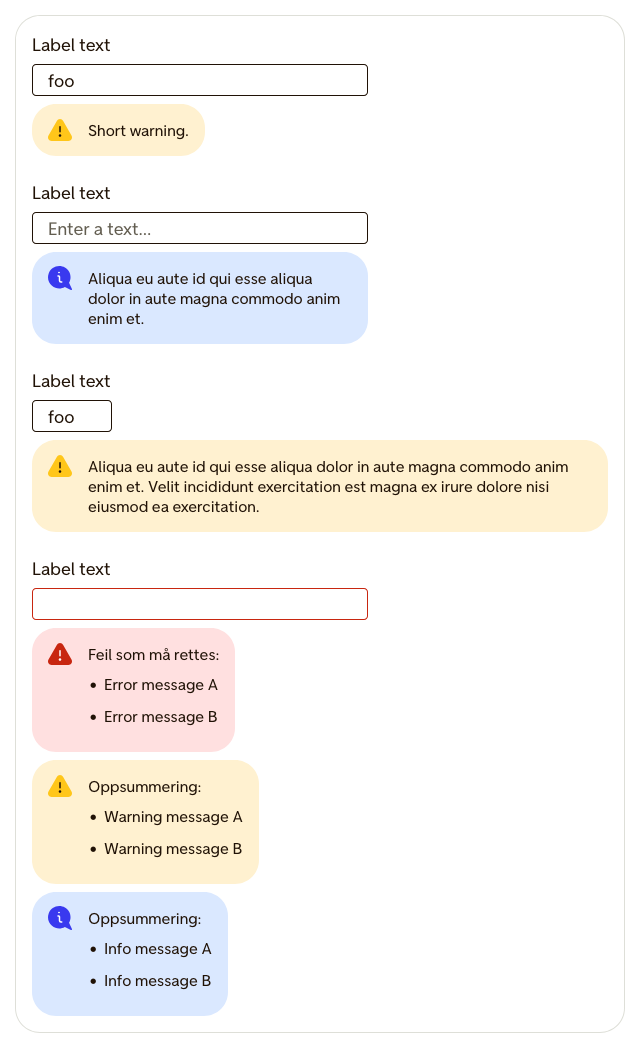 Label text
foo
Short warning.
Label text
Enter a text...
Aliqua eu aute id qui esse aliqua
dolor in aute magna commodo anim
enim et.
Label text
foo
Aliqua eu aute id qui esse aliqua dolor in aute magna commodo anim
enim et. Velit incididunt exercitation est magna ex irure dolore nisi
eiusmod ea exercitation.
Label text
Feil som må rettes:
• Error message A
• Error message B
Oppsummering:
• Warning message A
• Warning message B
Oppsummering:
• Info message A
• Info message B